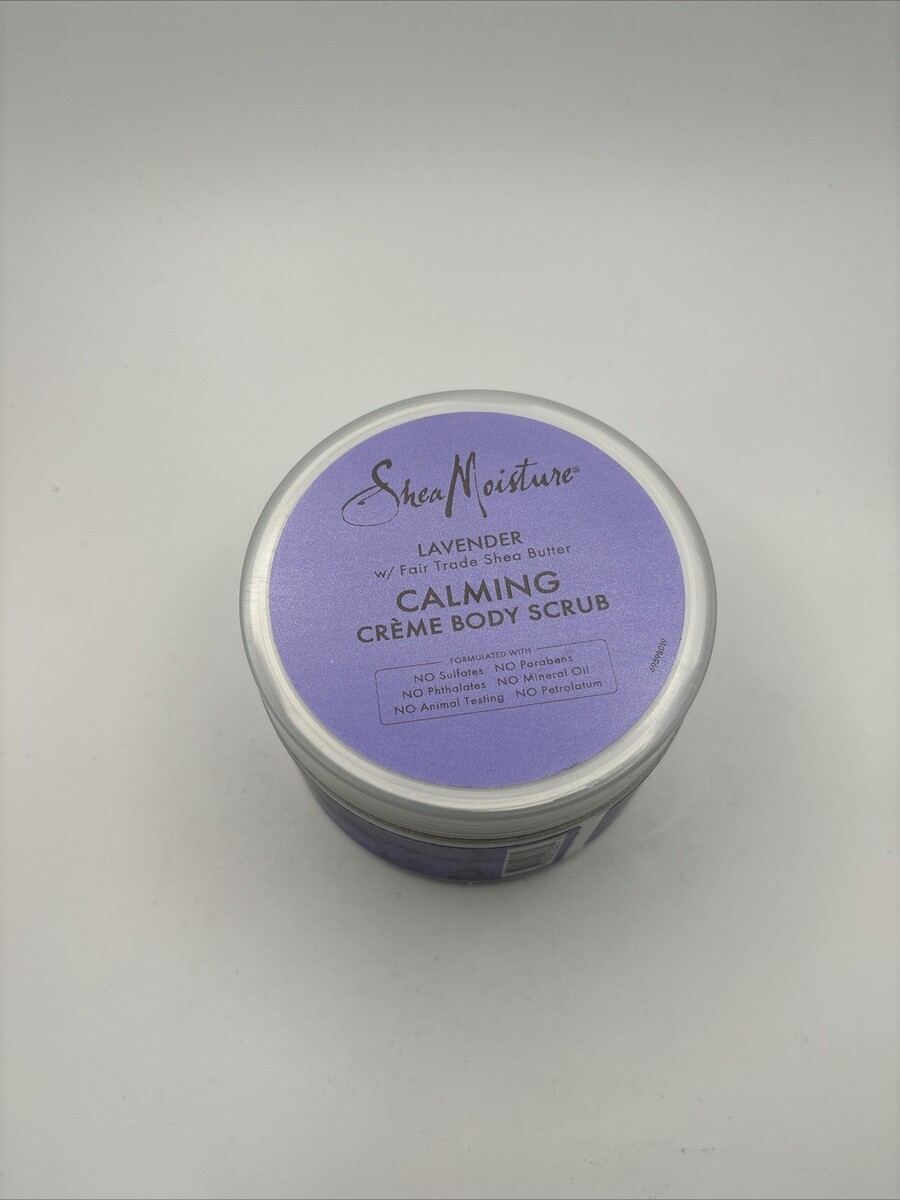 SheaMoisture®
LAVENDER
w/ Fair Trade Shea Butter
CALMING
CRÈME BODY SCRUB
FORMULATED WITH
NO Sulfates NO Parabens
NO Phthalates NO Mineral Oil
NO Animal Testing NO Petrolatum